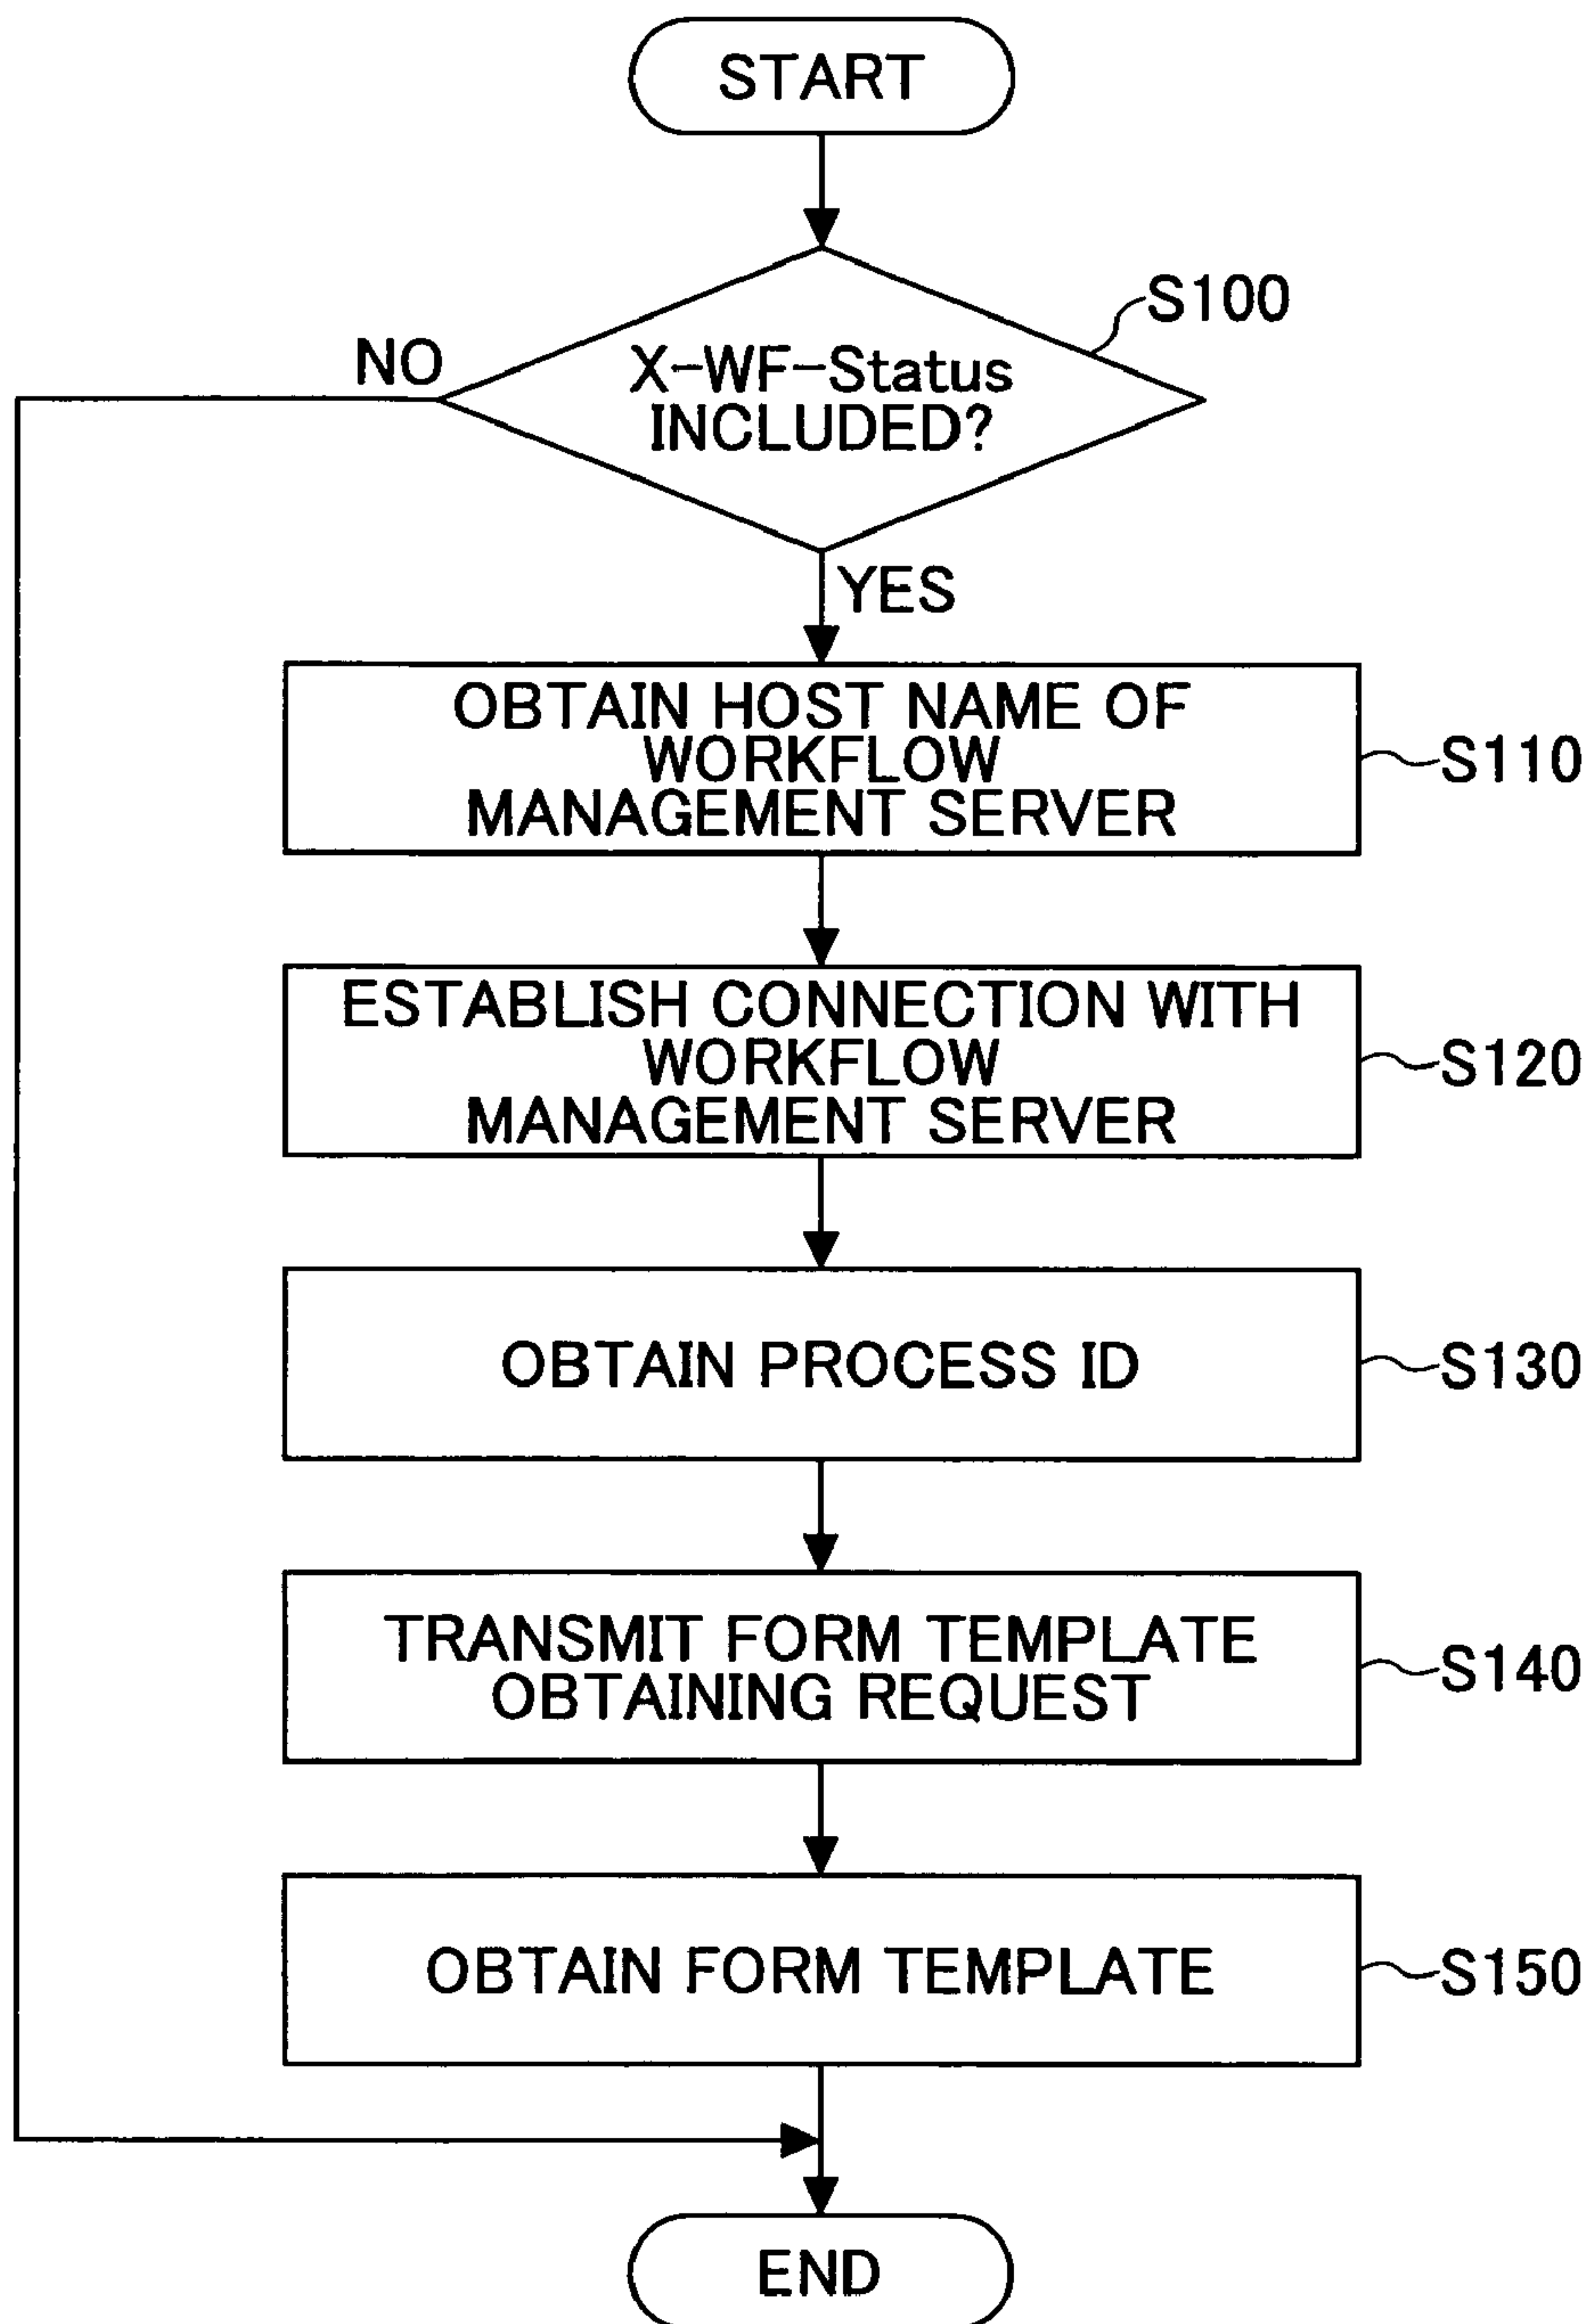 START
S100
NO
X-WF-Status
INCLUDED?
YES
OBTAIN HOST NAME OF
WORKFLOW
MANAGEMENT SERVER
S110
ESTABLISH CONNECTION WITH
WORKFLOW
MANAGEMENT SERVER
S120
OBTAIN PROCESS ID
S130
TRANSMIT FORM TEMPLATE
OBTAINING REQUEST
S140
OBTAIN FORM TEMPLATE
S150
END